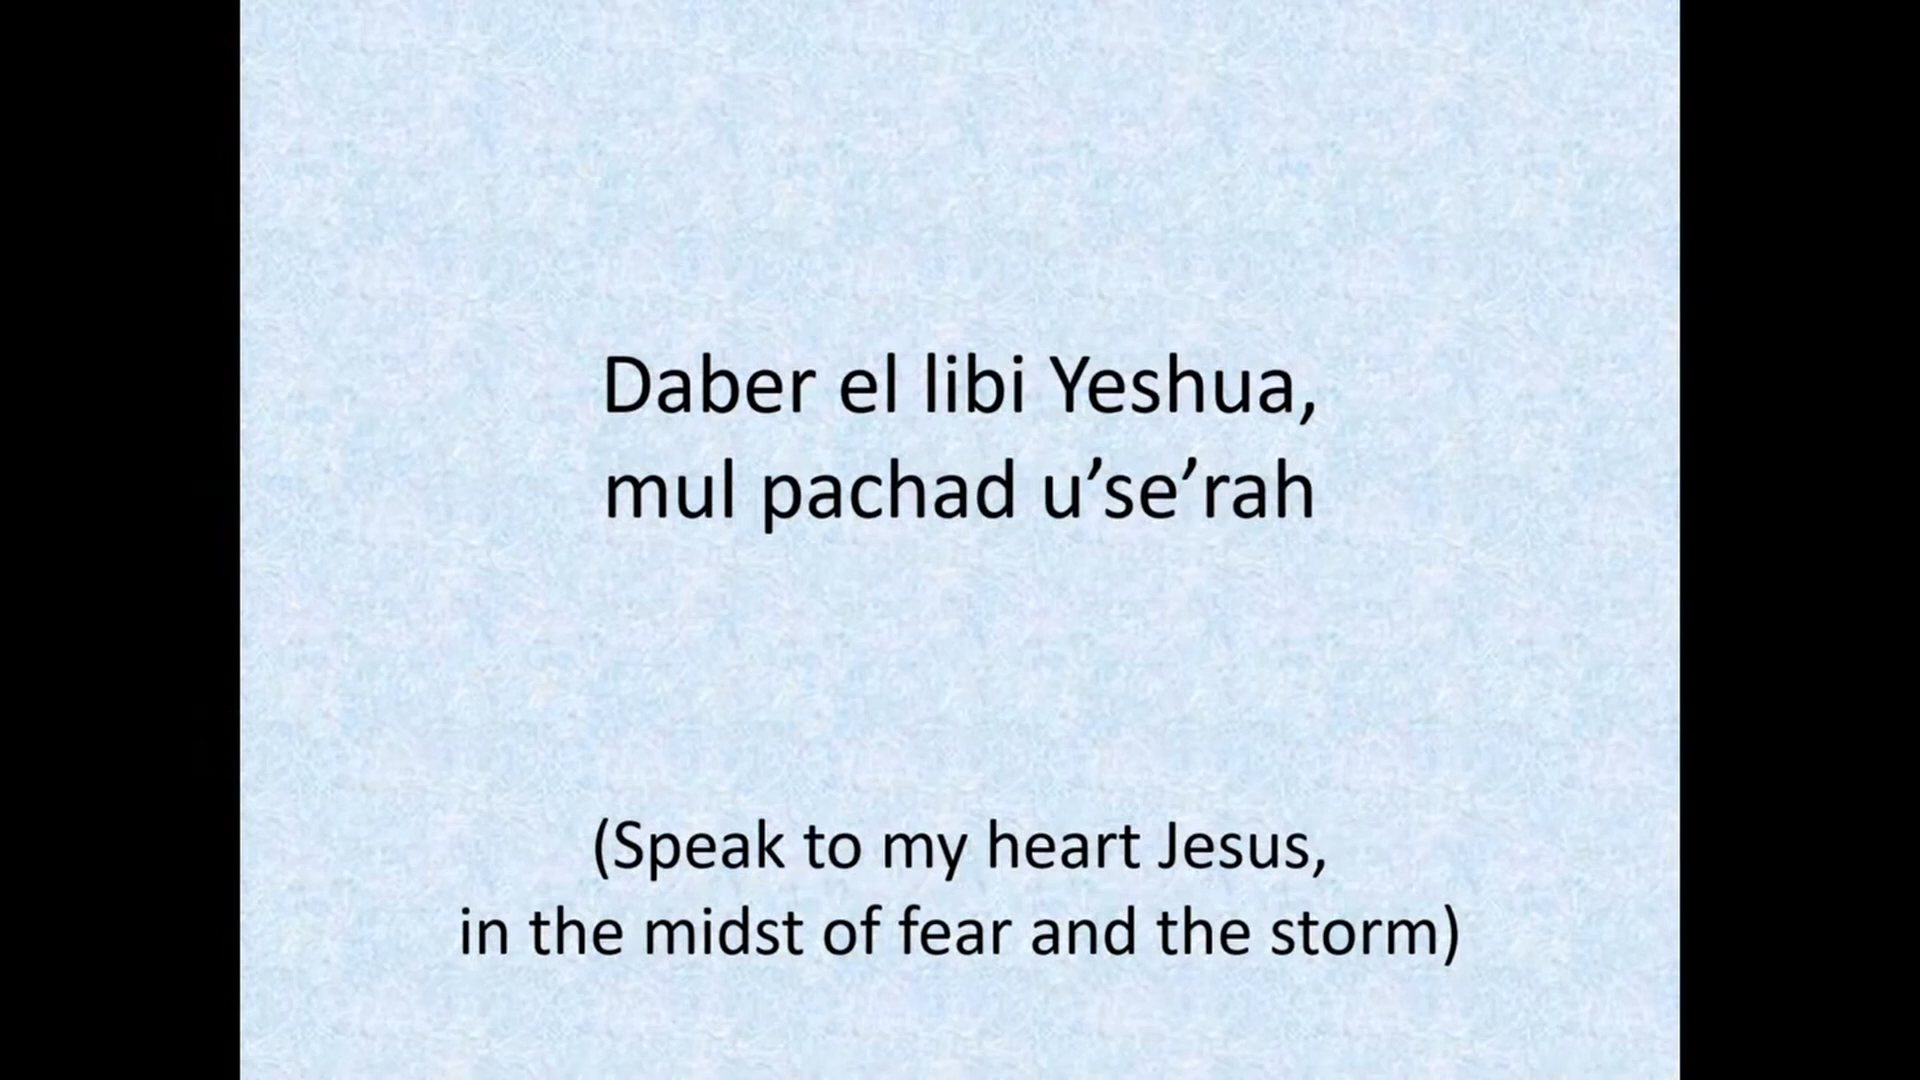 Daber el libi Yeshua,
mul pachad u’se’rah
(Speak to my heart Jesus,
in the midst of fear and the storm)